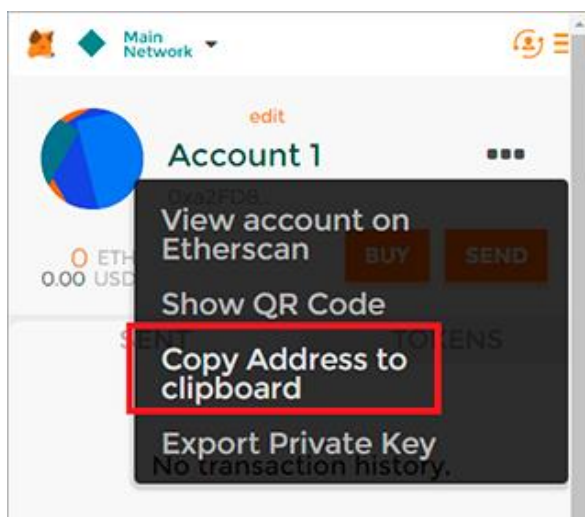 Main
Network
edit
Account 1
0xa2FD8...
View account on
Etherscan
0 ETH
0.00 USD
BUY
SEND
Show QR Code
SENT
TOKENS
Copy Address to
clipboard
Export Private Key
No transaction history.